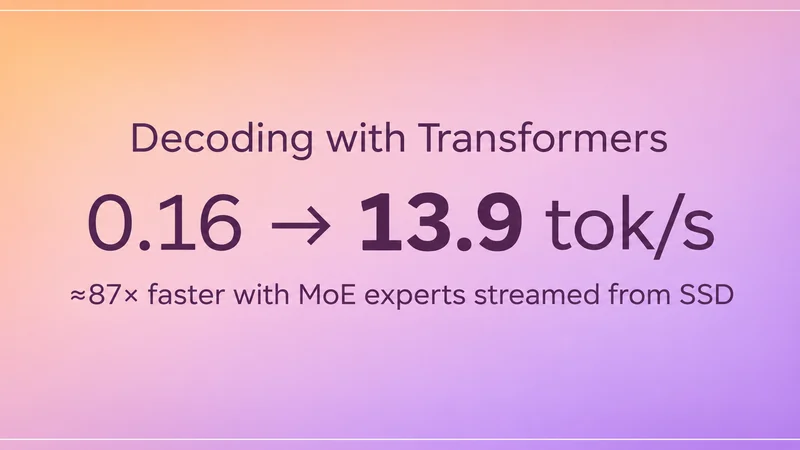 Decoding with Transformers
0.16 → 13.9 tok/s
≈87× faster with MoE experts streamed from SSD